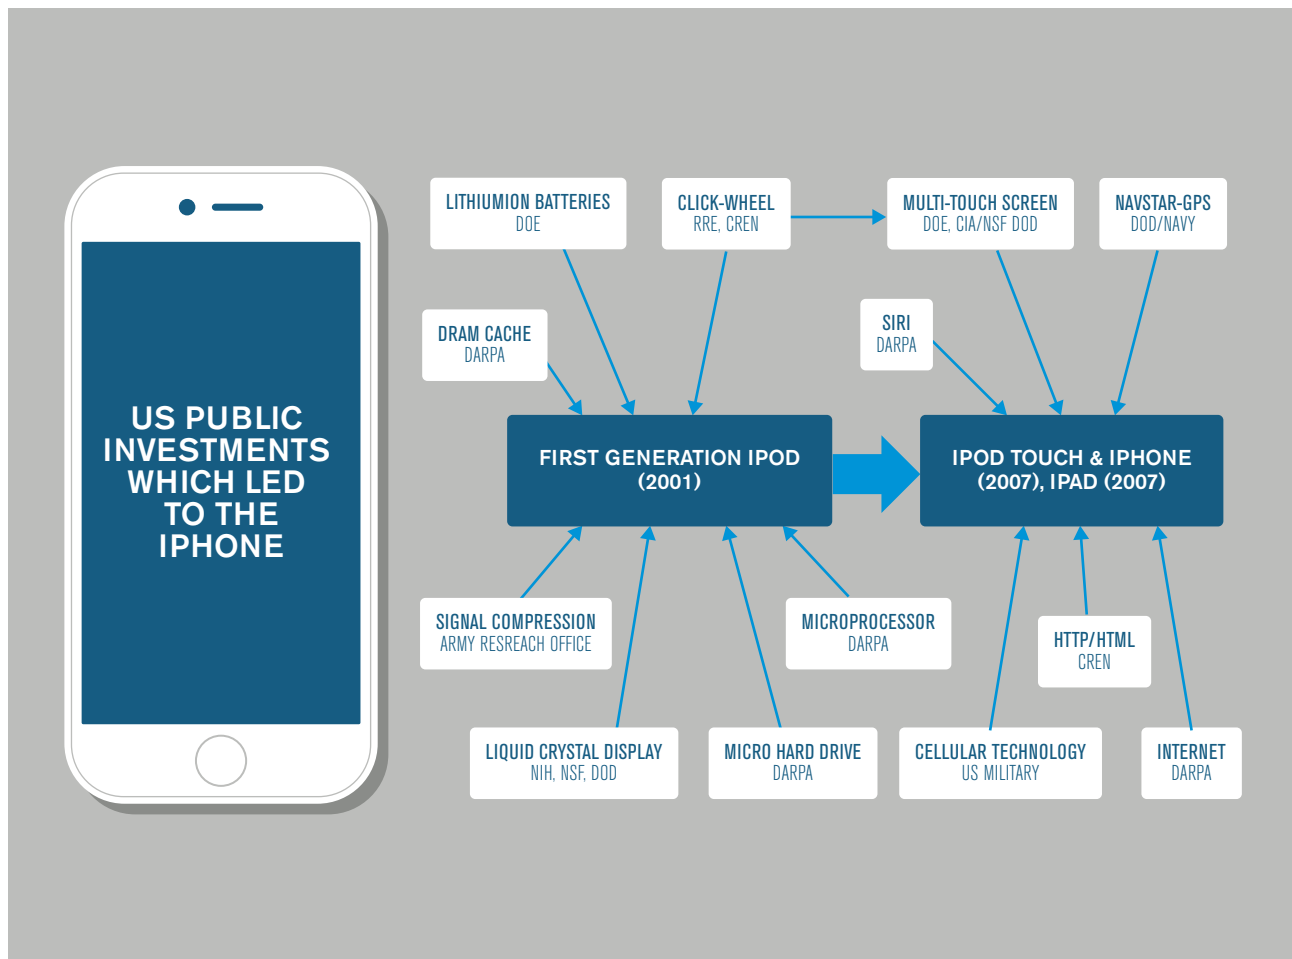 US PUBLIC
INVESTMENTS
WHICH LED
TO THE
IPHONE
LITHIUMION BATTERIES
DOE
CLICK-WHEEL
RRE, CREN
MULTI-TOUCH SCREEN
DOE, CIA/NSF DOD
NAVSTAR-GPS
DOD/NAVY
DRAM CACHE
DARPA
SIRI
DARPA
FIRST GENERATION IPOD
(2001)
IPOD TOUCH & IPHONE
(2007), IPAD (2007)
SIGNAL COMPRESSION
ARMY RESREACH OFFICE
MICROPROCESSOR
DARPA
HTTP/HTML
CREN
LIQUID CRYSTAL DISPLAY
NIH, NSF, DOD
MICRO HARD DRIVE
DARPA
CELLULAR TECHNOLOGY
US MILITARY
INTERNET
DARPA